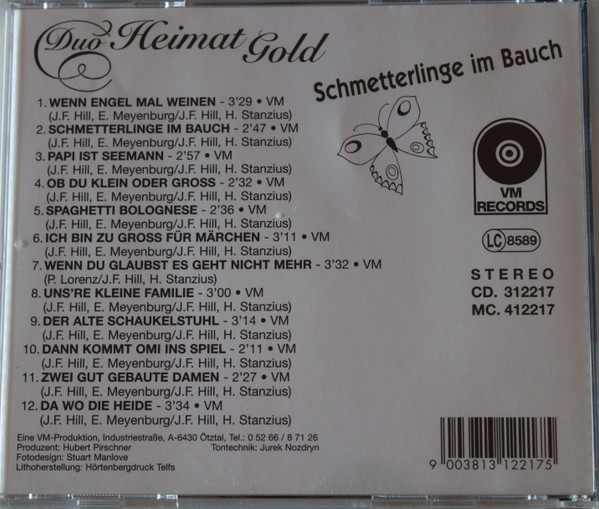 Duo Heimat Gold
Schmetterlinge im Bauch
1. WENN ENGEL MAL WEINEN - 3'29 • VM
(J.F. Hill, E. Meyenburg/J.F. Hill, H. Stanzius)
2. SCHMETTERLINGE IM BAUCH - 2'47 • VM
(J.F. Hill, E. Meyenburg/J.F. Hill, H. Stanzius)
3. PAPI IST SEEMANN - 2'57 • VM
(J.F. Hill, E. Meyenburg/J.F. Hill, H. Stanzius)
4. OB DU KLEIN ODER GROSS - 2'32 • VM
(J.F. Hill, E. Meyenburg/J.F. Hill, H. Stanzius)
5. SPAGHETTI BOLOGNESE - 2'36 • VM
(J.F. Hill, E. Meyenburg/J.F. Hill, H. Stanzius)
6. ICH BIN ZU GROSS FÜR MÄRCHEN - 3'11 • VM
(J.F. Hill, E. Meyenburg/J.F. Hill, H. Stanzius)
7. WENN DU GLAUBST ES GEHT NICHT MEHR - 3'32 • VM
(P. Lorenz/J.F. Hill, H. Stanzius)
8. UNS'RE KLEINE FAMILIE - 3'00 • VM
(J.F. Hill, E. Meyenburg/J.F. Hill, H. Stanzius)
9. DER ALTE SCHAUKELSTUHL - 3'14 • VM
(J.F. Hill, E. Meyenburg/J.F. Hill, H. Stanzius)
10. DANN KOMMT OMI INS SPIEL - 2'11 • VM
(J.F. Hill, E. Meyenburg/J.F. Hill, H. Stanzius)
11. ZWEI GUT GEBAUTE DAMEN - 2'27 • VM
(J.F. Hill, E. Meyenburg/J.F. Hill, H. Stanzius)
12. DA WO DIE HEIDE - 3'34 • VM
(J.F. Hill, E. Meyenburg/J.F. Hill, H. Stanzius)
VM
RECORDS
LC 8589
STEREO
CD. 312217
MC. 412217
Eine VM-Produktion, Industriestraße, A-6430 Ötztal, Tel.: 0 52 66 / 8 71 26
Produzent: Hubert Pirschner Tontechnik: Jurek Nozdryn
Fotodesign: Stuart Manlove
Lithoherstellung: Hörtenbergdruck Telfs
9 003813 122175